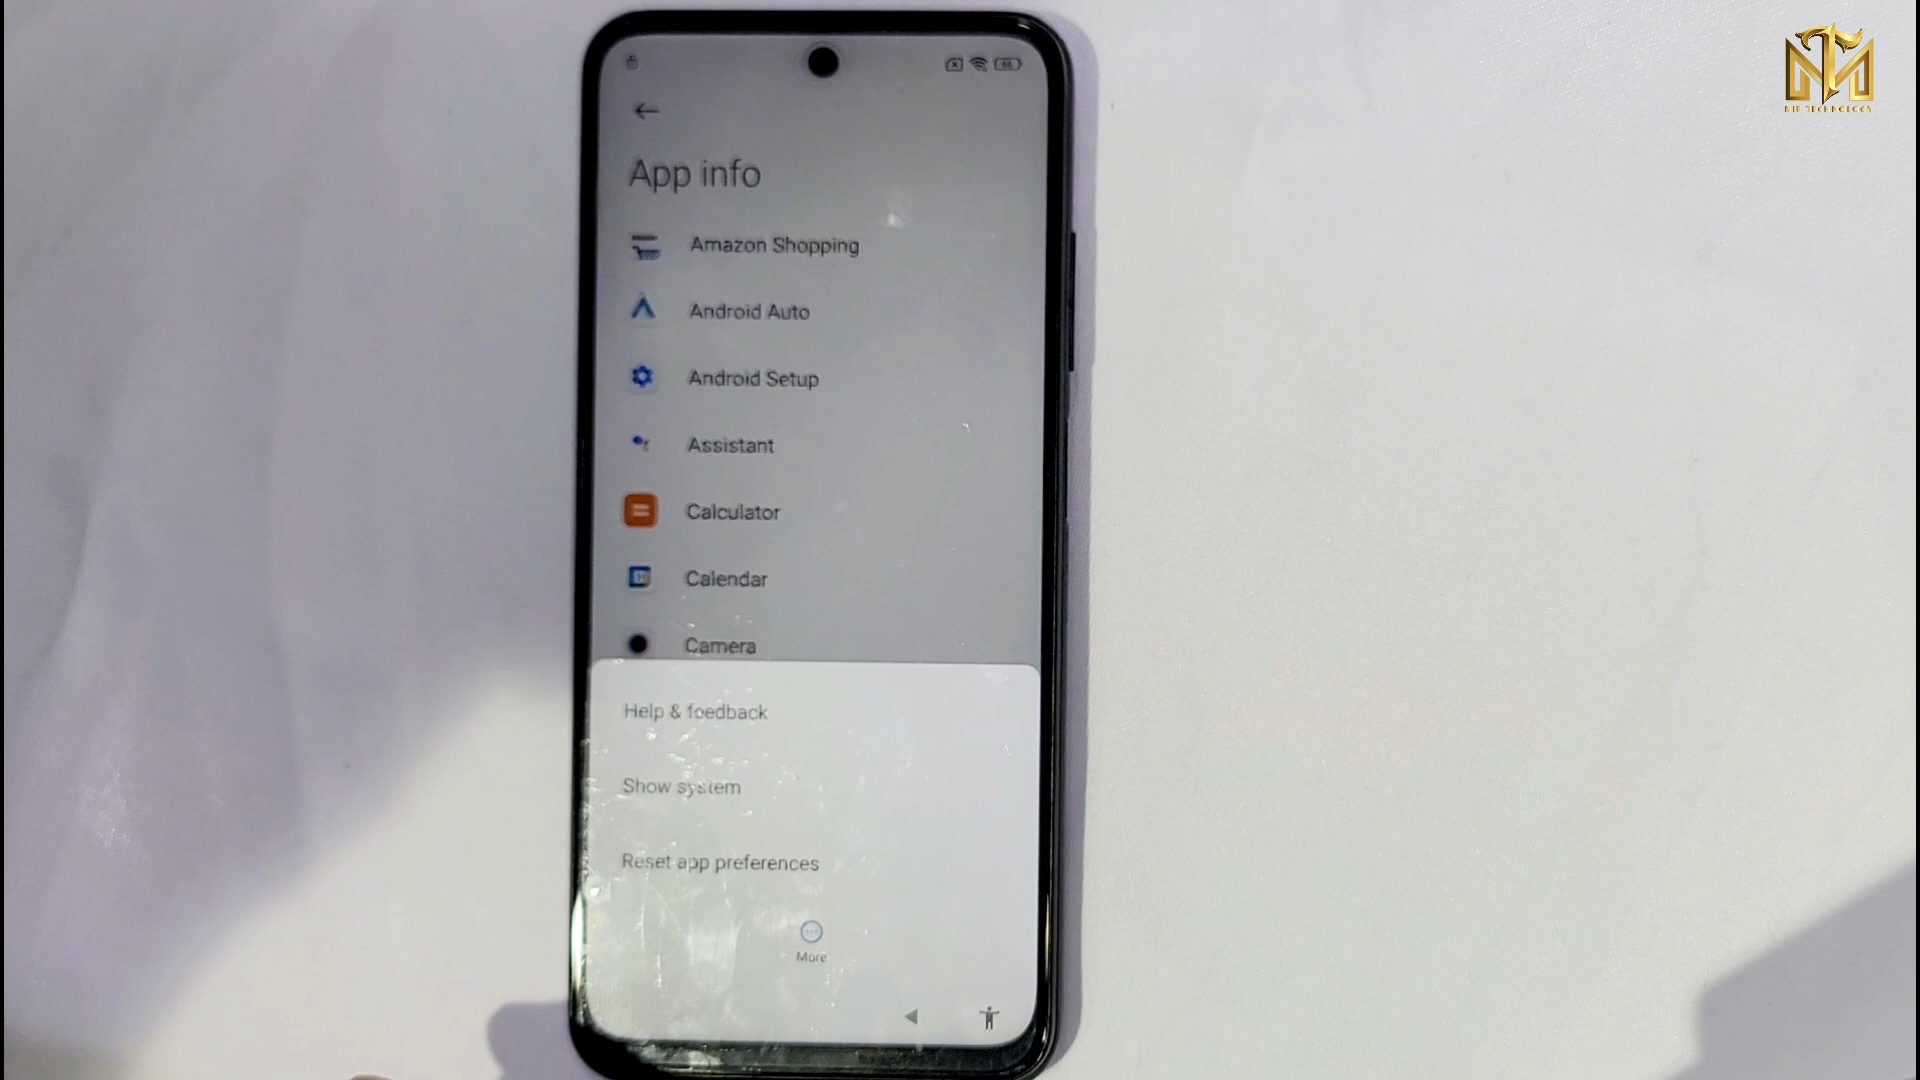 App info
Amazon Shopping
Android Auto
Android Setup
Assistant
Calculator
Calendar
Camera
Help & feedback
Show system
Reset app preferences
More